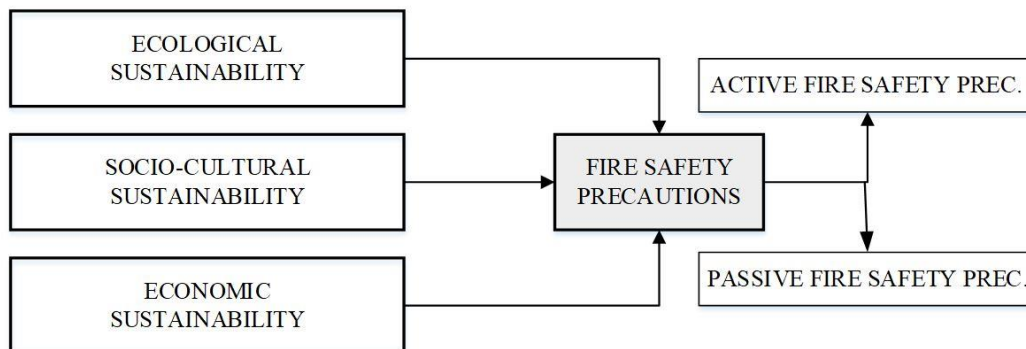 ECOLOGICAL
SUSTAINABILITY
SOCIO-CULTURAL
SUSTAINABILITY
ECONOMIC
SUSTAINABILITY
FIRE SAFETY
PRECAUTIONS
ACTIVE FIRE SAFETY PREC.
PASSIVE FIRE SAFETY PREC.